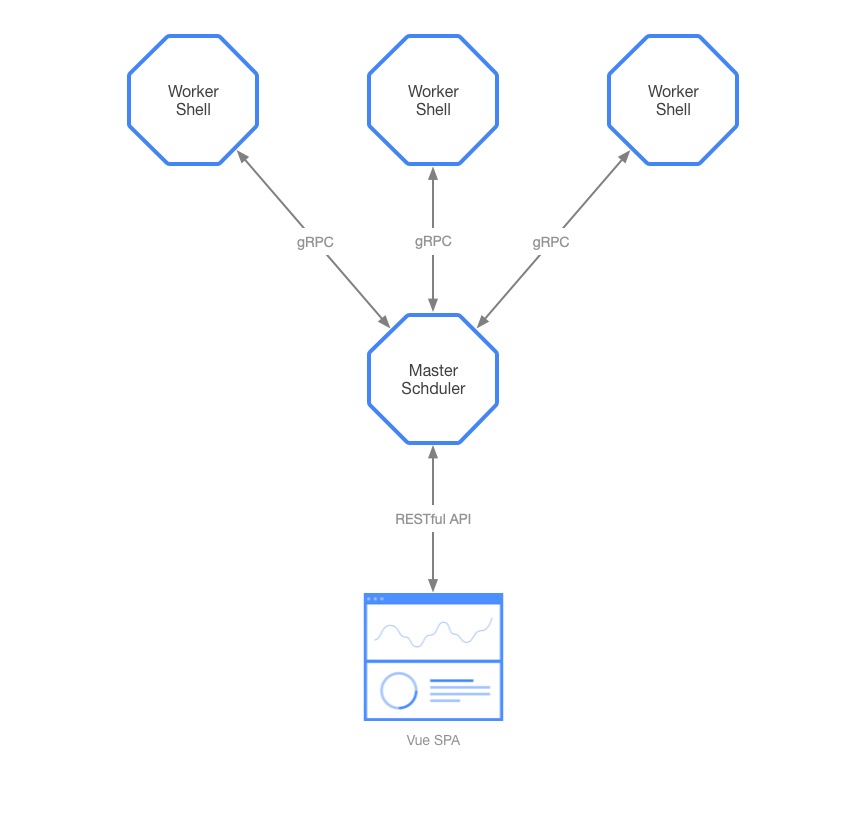 Worker
Shell
Worker
Shell
Worker
Shell
gRPC
gRPC
gRPC
Master
Schduler
RESTful API
Vue SPA